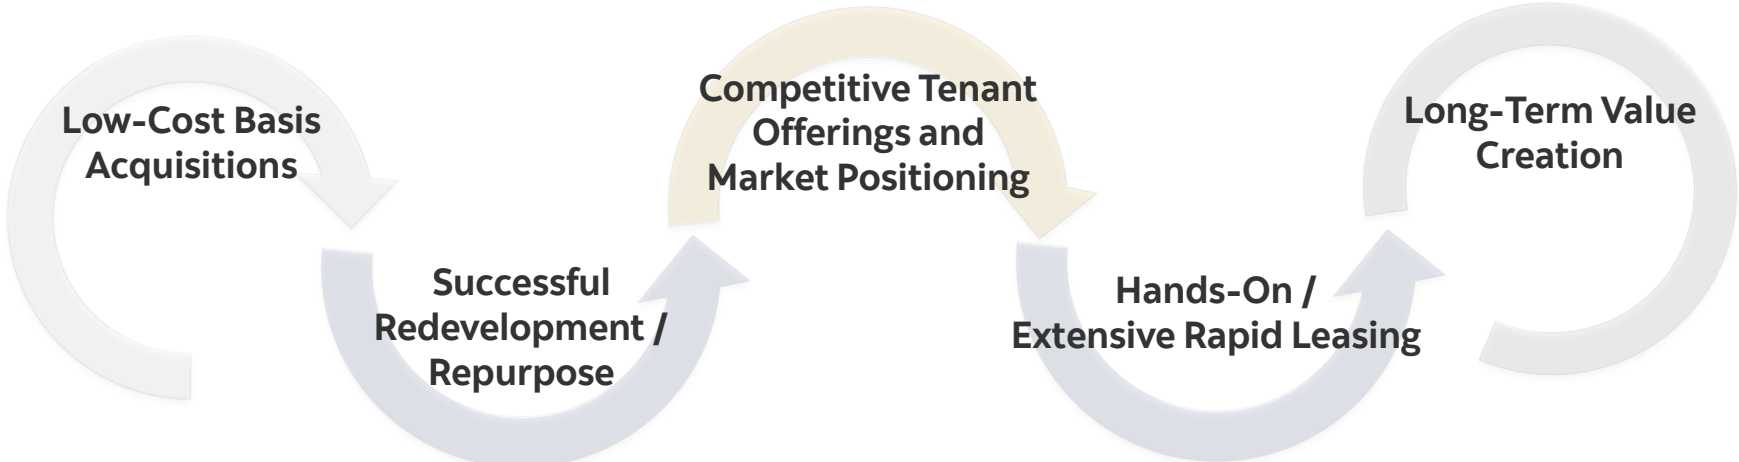 Low-Cost Basis
Acquisitions
Successful
Redevelopment /
Repurpose
Competitive Tenant
Offerings and
Market Positioning
Hands-On /
Extensive Rapid Leasing
Long-Term Value
Creation